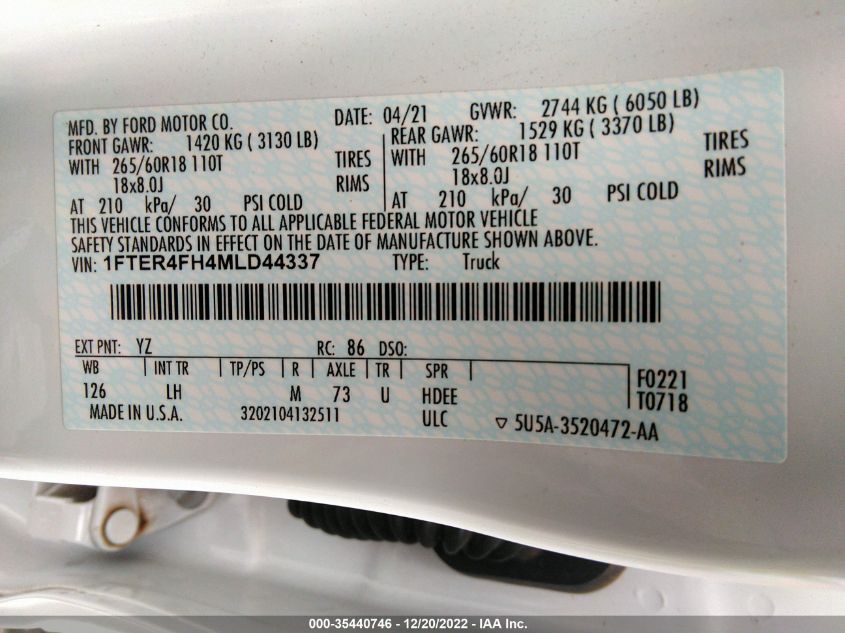 MFD. BY FORD MOTOR CO. DATE: 04/21 GVWR: 2744 KG ( 6050 LB)
FRONT GAWR: 1420 KG ( 3130 LB) REAR GAWR: 1529 KG ( 3370 LB)
WITH 265/60R18 110T TIRES WITH 265/60R18 110T TIRES
18x8.0J RIMS 18x8.0J RIMS
AT 210 kPa/ 30 PSI COLD AT 210 kPa/ 30 PSI COLD
THIS VEHICLE CONFORMS TO ALL APPLICABLE FEDERAL MOTOR VEHICLE
SAFETY STANDARDS IN EFFECT ON THE DATE OF MANUFACTURE SHOWN ABOVE.
VIN: 1FTER4FH4MLD44337 TYPE: Truck
EXT PNT: YZ RC: 86 DSO:
WB INT TR TP/PS R AXLE TR SPR F0221
126 LH M 73 U HDEE T0718
MADE IN U.S.A. 3202104132511 ULC 5U5A-3520472-AA
000-35440746 - 12/20/2022 - IAA Inc.